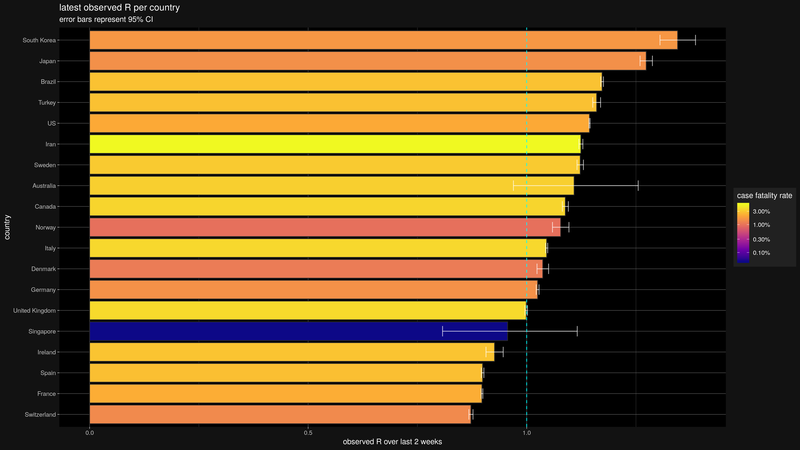 latest observed R per country
error bars represent 95% CI
South Korea
Japan
Brazil
Turkey
US
Iran
Sweden
Australia
Canada
Norway
Italy
Denmark
Germany
United Kingdom
Singapore
Ireland
Spain
France
Switzerland
country
0.0
0.5
1.0
observed R over last 2 weeks
case fatality rate
3.00%
1.00%
0.30%
0.10%